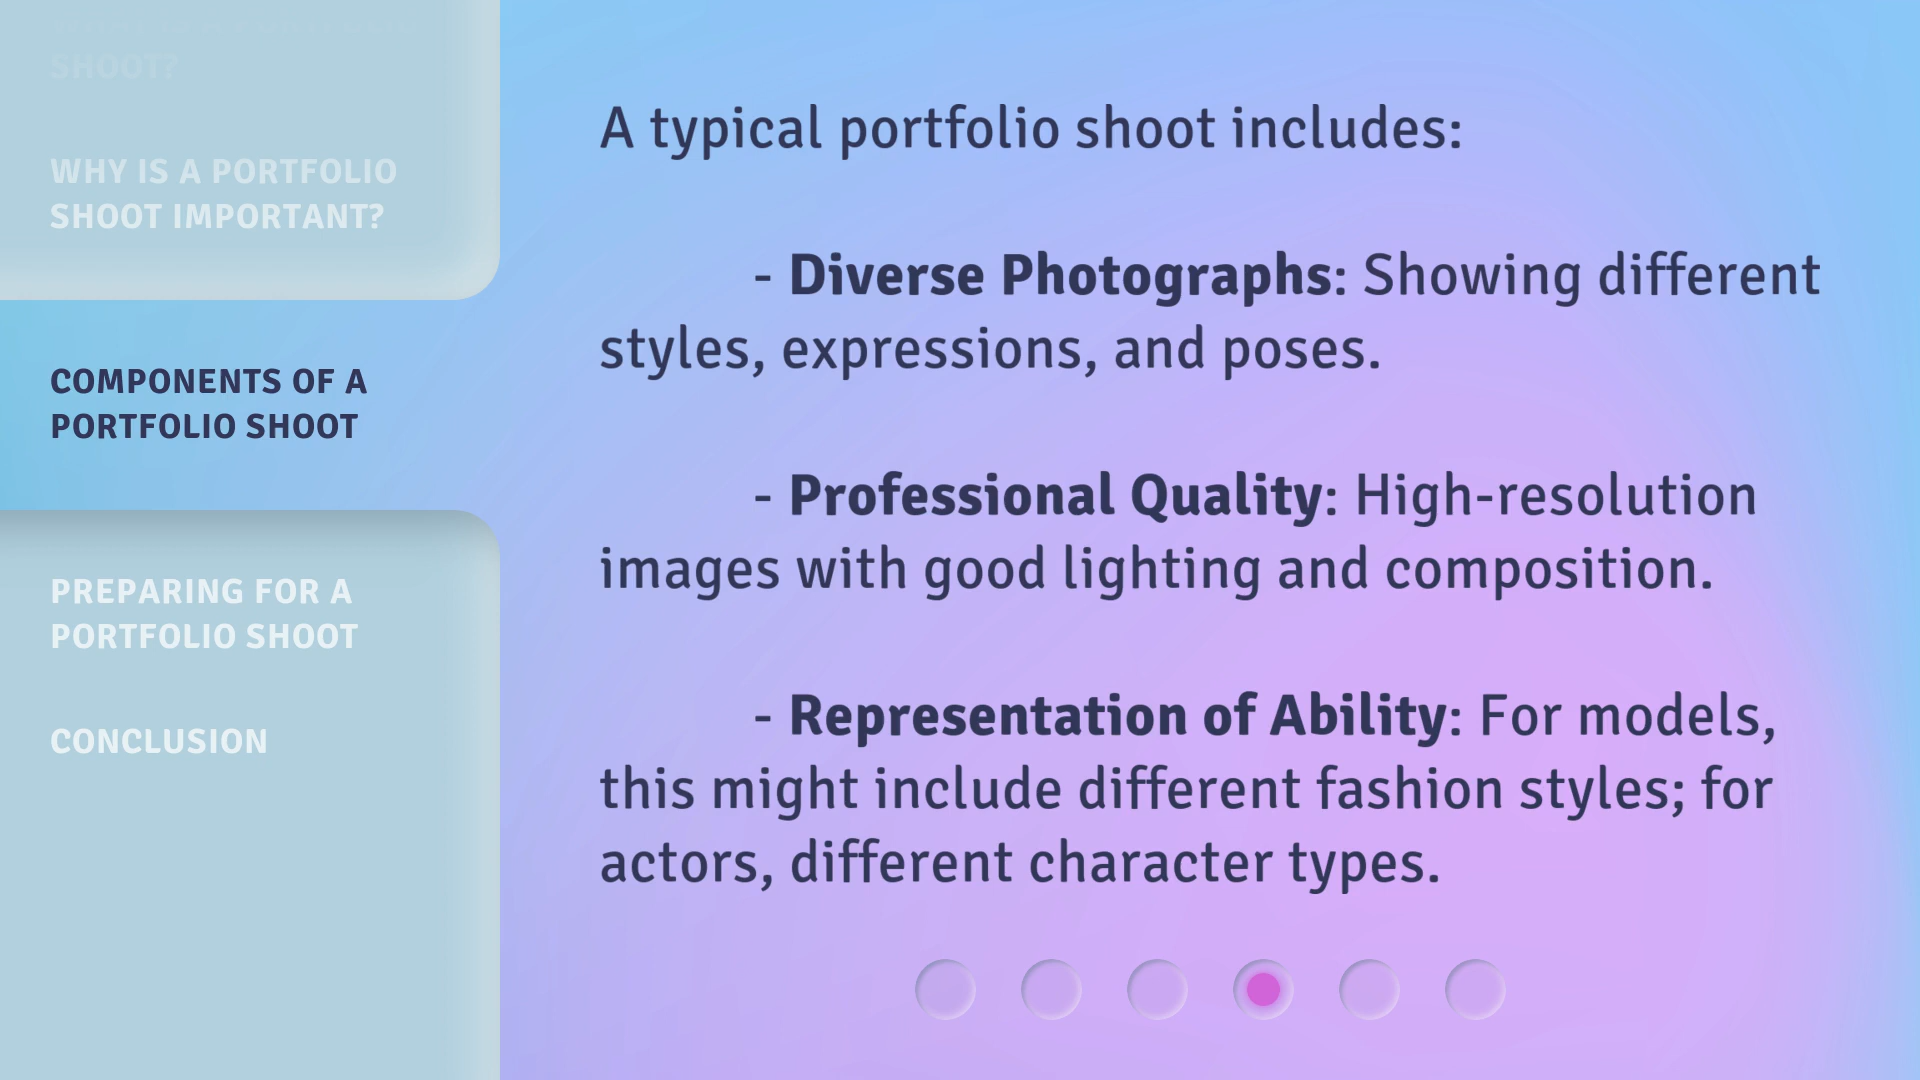 SHOOT?
WHY IS A PORTFOLIO
SHOOT IMPORTANT?
COMPONENTS OF A
PORTFOLIO SHOOT
PREPARING FOR A
PORTFOLIO SHOOT
CONCLUSION
A typical portfolio shoot includes:
- Diverse Photographs: Showing different
styles, expressions, and poses.
- Professional Quality: High-resolution
images with good lighting and composition.
- Representation of Ability: For models,
this might include different fashion styles; for
actors, different character types.